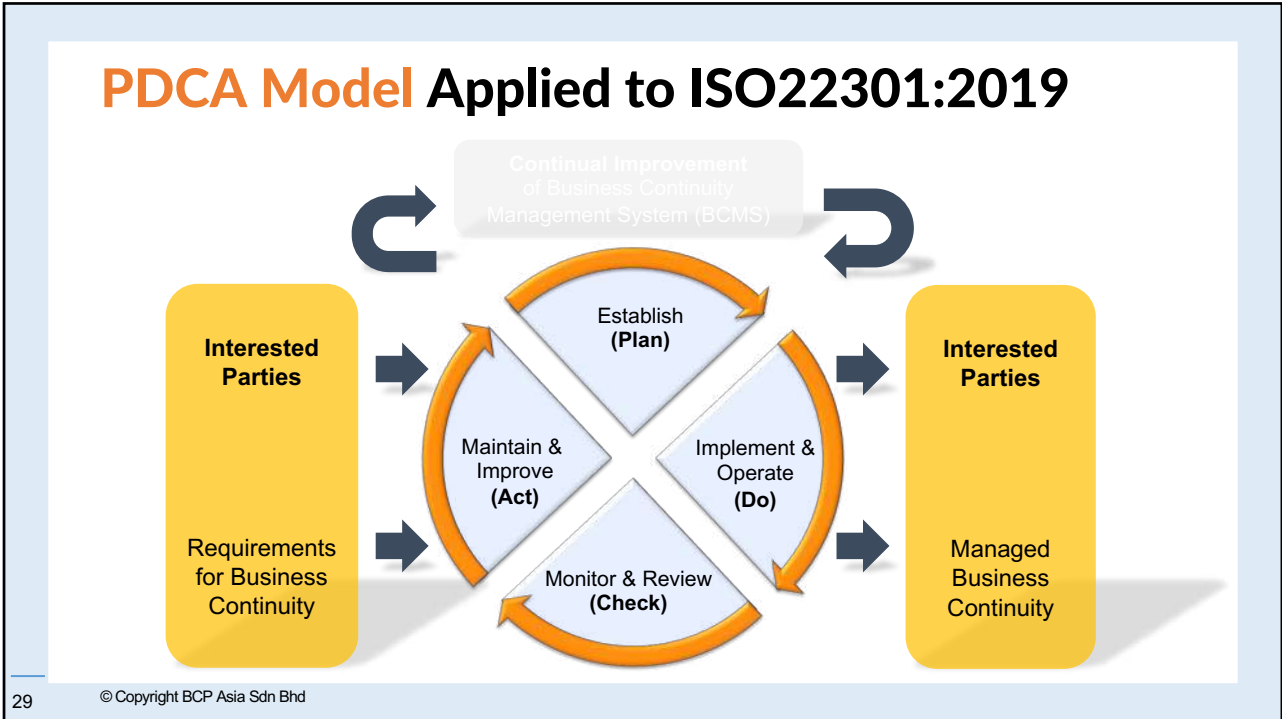 PDCA Model Applied to ISO22301:2019
Continual Improvement
of Business Continuity
Management System (BCMS)
Interested
Parties
Requirements
for Business
Continuity
Establish
(Plan)
Implement &
Operate
(Do)
Monitor & Review
(Check)
Maintain &
Improve
(Act)
Interested
Parties
Managed
Business
Continuity
29
© Copyright BCP Asia Sdn Bhd